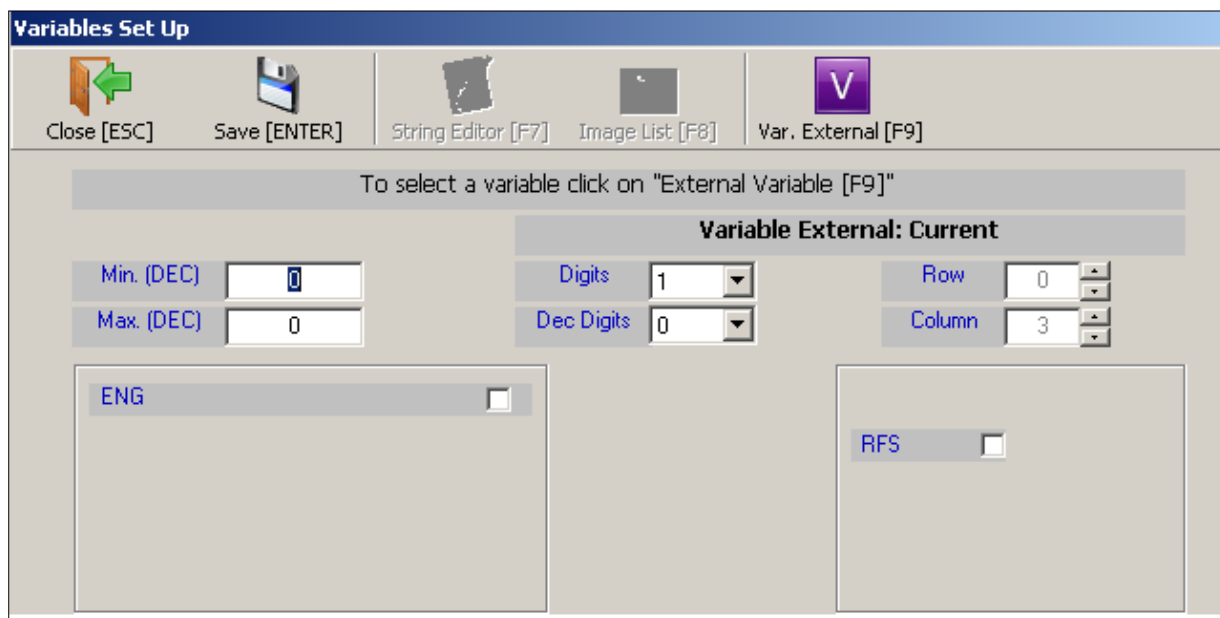 Variables Set Up
V
Close [ESC] Save [ENTER] String Editor [F7] Image List [F8] Var. External [F9]
To select a variable click on "External Variable [F9]"
Variable External: Current
Min. (DEC) 0 Digits 1 Row 0
Max. (DEC) 0 Dec Digits 0 Column 3
ENG
RFS